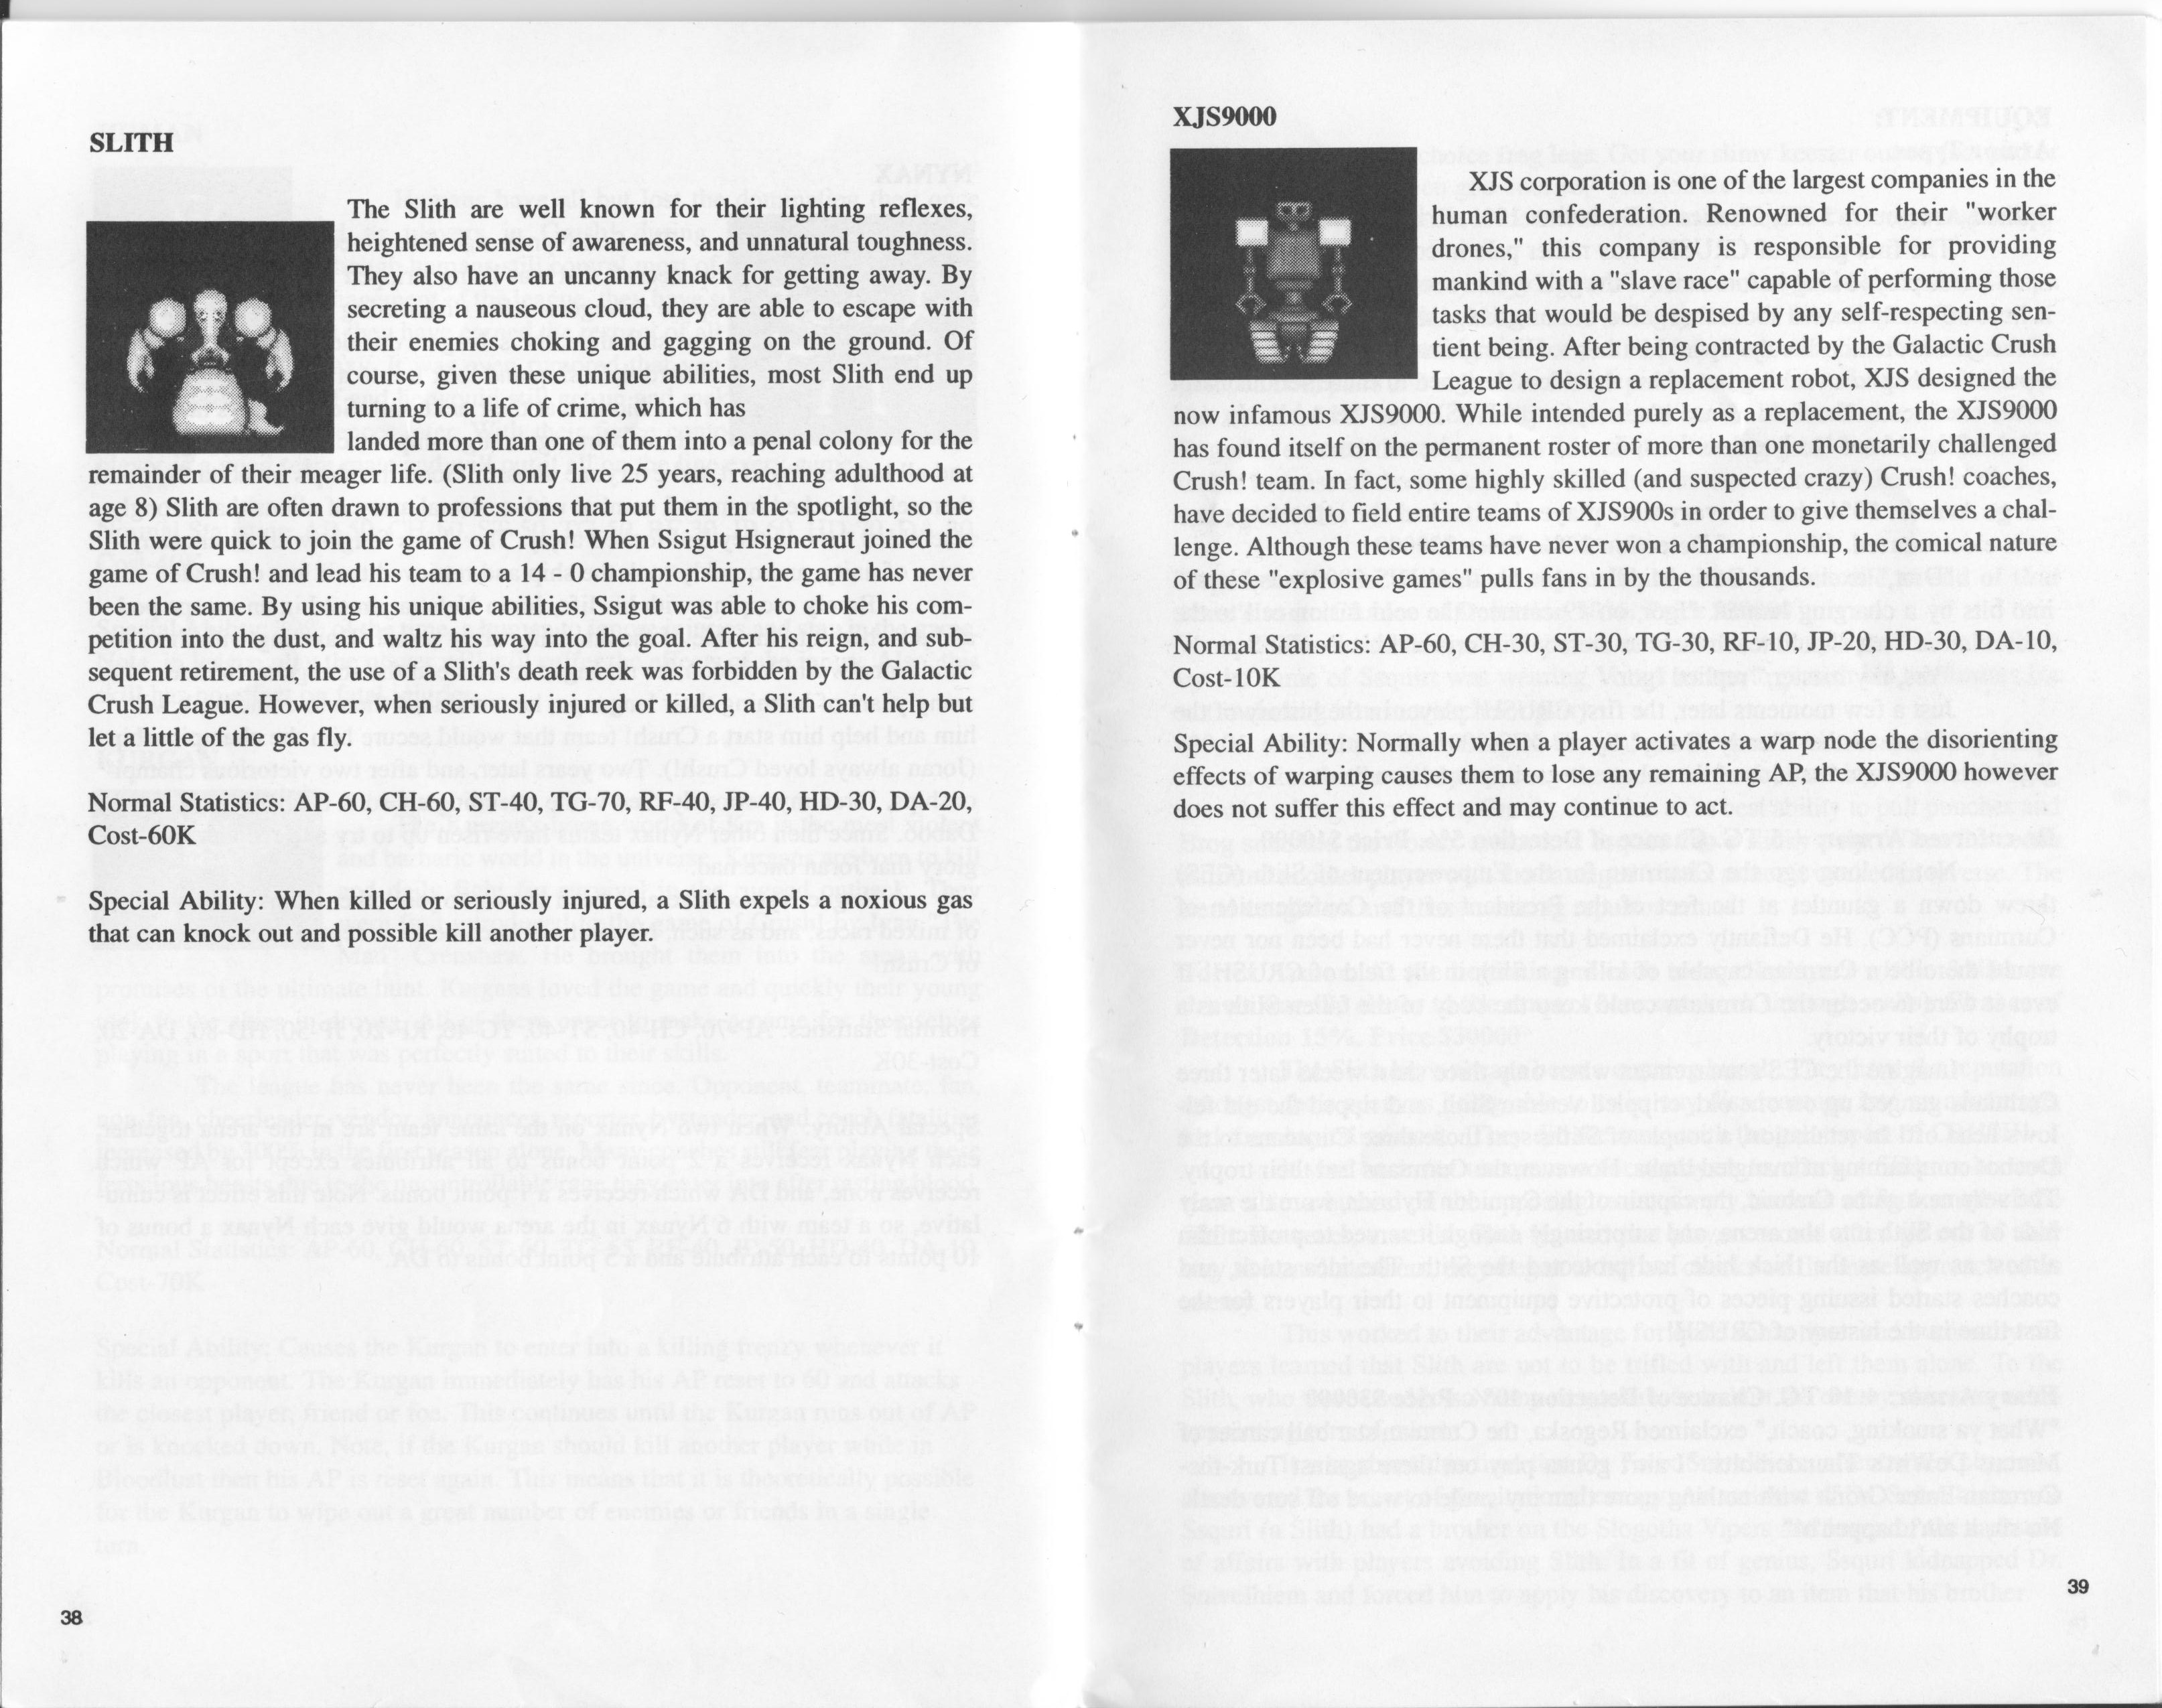 SLITH
The Slith are well known for their lighting reflexes,
heightened sense of awareness, and unnatural toughness.
They also have an uncanny knack for getting away. By
secreting a nauseous cloud, they are able to escape with
their enemies choking and gagging on the ground. Of
course, given these unique abilities, most Slith end up
turning to a life of crime, which has
landed more than one of them into a penal colony for the
remainder of their meager life. (Slith only live 25 years, reaching adulthood at
age 8) Slith are often drawn to professions that put them in the spotlight, so the
Slith were quick to join the game of Crush! When Ssigut Hsigneraut joined the
game of Crush! and lead his team to a 14 - 0 championship, the game has never
been the same. By using his unique abilities, Ssigut was able to choke his com-
petition into the dust, and waltz his way into the goal. After his reign, and sub-
sequent retirement, the use of a Slith's death reek was forbidden by the Galactic
Crush League. However, when seriously injured or killed, a Slith can't help but
let a little of the gas fly.
Normal Statistics: AP-60, CH-60, ST-40, TG-70, RF-40, JP-40, HD-30, DA-20,
Cost-60K
Special Ability: When killed or seriously injured, a Slith expels a noxious gas
that can knock out and possible kill another player.
38
XJS9000
XJS corporation is one of the largest companies in the
human confederation. Renowned for their "worker
drones," this company is responsible for providing
mankind with a "slave race" capable of performing those
tasks that would be despised by any self-respecting sen-
tient being. After being contracted by the Galactic Crush
League to design a replacement robot, XJS designed the
now infamous XJS9000. While intended purely as a replacement, the XJS9000
has found itself on the permanent roster of more than one monetarily challenged
Crush! team. In fact, some highly skilled (and suspected crazy) Crush! coaches,
have decided to field entire teams of XJS900s in order to give themselves a chal-
lenge. Although these teams have never won a championship, the comical nature
of these "explosive games" pulls fans in by the thousands.
Normal Statistics: AP-60, CH-30, ST-30, TG-30, RF-10, JP-20, HD-30, DA-10,
Cost-10K
Special Ability: Normally when a player activates a warp node the disorienting
effects of warping causes them to lose any remaining AP, the XJS9000 however
does not suffer this effect and may continue to act.
39